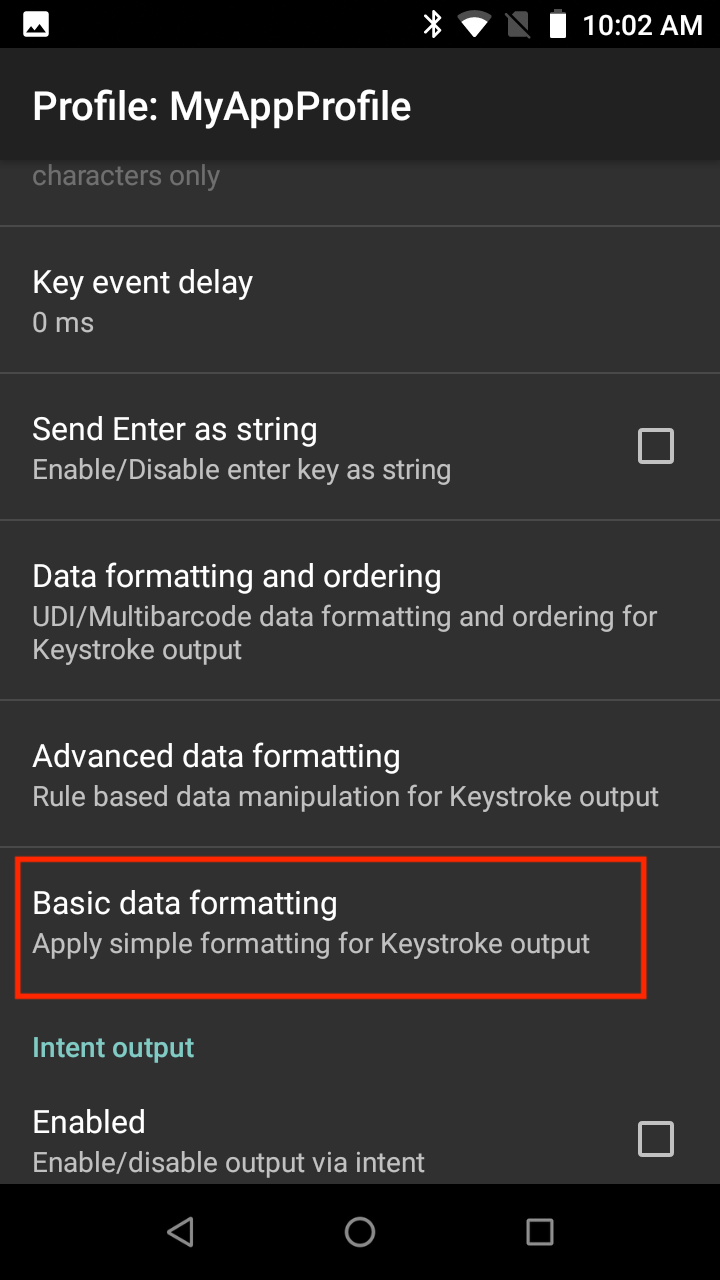 10:02 AM
Profile: MyAppProfile
characters only
Key event delay
0 ms
Send Enter as string
Enable/Disable enter key as string
Data formatting and ordering
UDI/Multibarcode data formatting and ordering for
Keystroke output
Advanced data formatting
Rule based data manipulation for Keystroke output
Basic data formatting
Apply simple formatting for Keystroke output
Intent output
Enabled
Enable/disable output via intent